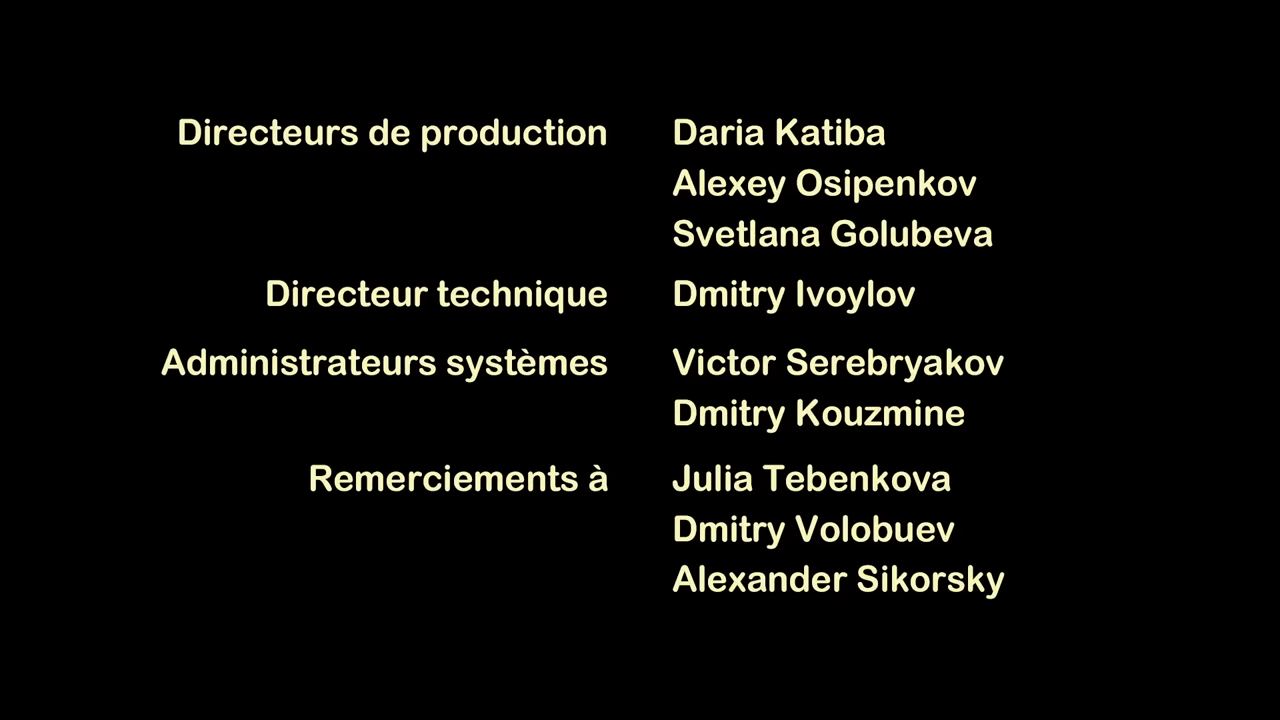 Directeurs de production Daria Katiba
Alexey Osipenkov
Svetlana Golubeva
Directeur technique Dmitry Ivoylov
Administrateurs systèmes Victor Serebryakov
Dmitry Kouzmine
Remerciements à Julia Tebenkova
Dmitry Volobuev
Alexander Sikorsky